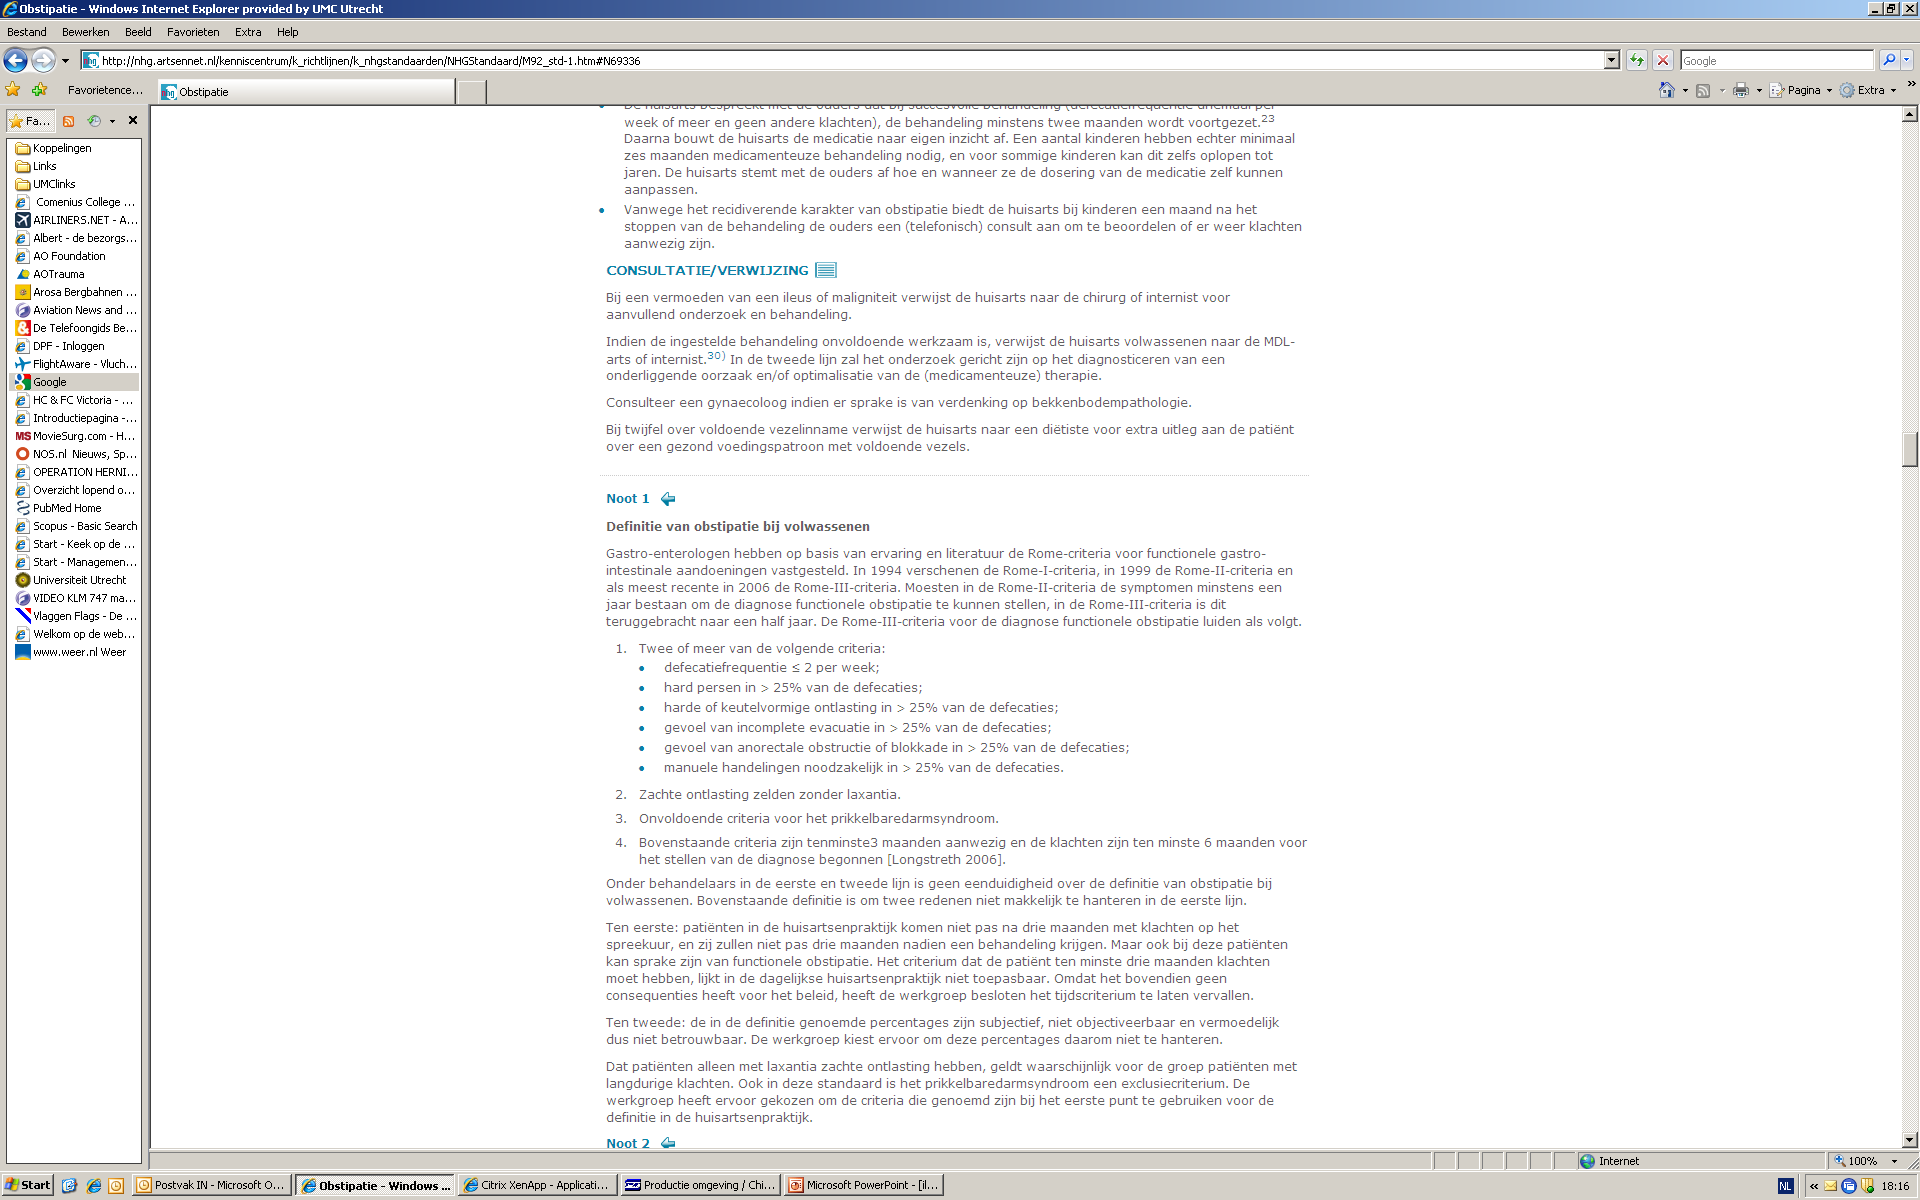 Obstipatie - Windows Internet Explorer provided by UMC Utrecht
Bestand Bewerken Beeld Favorieten Extra Help
http://nhg.artsennet.nl/kenniscentrum/k_richtlijnen/k_nhgstandaarden/NHGStandaard/M92_std-1.htm#N69336
Google
Favorietence...
Obstipatie
Pagina
Extra
Fa...
Koppelingen
Links
UMClinks
Comenius College ...
AIRLINERS.NET - A...
Albert - de bezorgs...
AO Foundation
AOTrauma
Arosa Bergbahnen ...
Aviation News and ...
De Telefoongids Be...
DPF - Inloggen
FlightAware - Vluch...
Google
HC & FC Victoria - ...
Introductiepagina -...
MS MovieSurg.com - H...
NOS.nl Nieuws, Sp...
OPERATION HERNI...
Overzicht lopend o...
PubMed Home
Scopus - Basic Search
Start - Keek op de ...
Start - Managemen...
Universiteit Utrecht
VIDEO KLM 747 ma...
Vlaggen Flags - De ...
Welkom op de web...
www.weer.nl Weer
De huisarts bespreekt met de ouders dat bij succesvolle behandeling (defecatiefrequentie driemaal per
week of meer en geen andere klachten), de behandeling minstens twee maanden wordt voortgezet.23
Daarna bouwt de huisarts de medicatie naar eigen inzicht af. Een aantal kinderen hebben echter minimaal
zes maanden medicamenteuze behandeling nodig, en voor sommige kinderen kan dit zelfs oplopen tot
jaren. De huisarts stemt met de ouders af hoe en wanneer ze de dosering van de medicatie zelf kunnen
aanpassen.
• Vanwege het recidiverende karakter van obstipatie biedt de huisarts bij kinderen een maand na het
stoppen van de behandeling de ouders een (telefonisch) consult aan om te beoordelen of er weer klachten
aanwezig zijn.
CONSULTATIE/VERWIJZING
Bij een vermoeden van een ileus of maligniteit verwijst de huisarts naar de chirurg of internist voor
aanvullend onderzoek en behandeling.
Indien de ingestelde behandeling onvoldoende werkzaam is, verwijst de huisarts volwassenen naar de MDL-
arts of internist.30) In de tweede lijn zal het onderzoek gericht zijn op het diagnosticeren van een
onderliggende oorzaak en/of optimalisatie van de (medicamenteuze) therapie.
Consulteer een gynaecoloog indien er sprake is van verdenking op bekkenbodempathologie.
Bij twijfel over voldoende vezelinname verwijst de huisarts naar een diëtiste voor extra uitleg aan de patiënt
over een gezond voedingspatroon met voldoende vezels.
Noot 1
Definitie van obstipatie bij volwassenen
Gastro-enterologen hebben op basis van ervaring en literatuur de Rome-criteria voor functionele gastro-
intestinale aandoeningen vastgesteld. In 1994 verschenen de Rome-I-criteria, in 1999 de Rome-II-criteria en
als meest recente in 2006 de Rome-III-criteria. Moesten in de Rome-II-criteria de symptomen minstens een
jaar bestaan om de diagnose functionele obstipatie te kunnen stellen, in de Rome-III-criteria is dit
teruggebracht naar een half jaar. De Rome-III-criteria voor de diagnose functionele obstipatie luiden als volgt.
1. Twee of meer van de volgende criteria:
• defecatiefrequentie ≤ 2 per week;
• hard persen in > 25% van de defecaties;
• harde of keutelvormige ontlasting in > 25% van de defecaties;
• gevoel van incomplete evacuatie in > 25% van de defecaties;
• gevoel van anorectale obstructie of blokkade in > 25% van de defecaties;
• manuele handelingen noodzakelijk in > 25% van de defecaties.
2. Zachte ontlasting zelden zonder laxantia.
3. Onvoldoende criteria voor het prikkelbaredarmsyndroom.
4. Bovenstaande criteria zijn tenminste3 maanden aanwezig en de klachten zijn ten minste 6 maanden voor
het stellen van de diagnose begonnen [Longstreth 2006].
Onder behandelaars in de eerste en tweede lijn is geen eenduidigheid over de definitie van obstipatie bij
volwassenen. Bovenstaande definitie is om twee redenen niet makkelijk te hanteren in de eerste lijn.
Ten eerste: patiënten in de huisartsenpraktijk komen niet pas na drie maanden met klachten op het
spreekuur, en zij zullen niet pas drie maanden nadien een behandeling krijgen. Maar ook bij deze patiënten
kan sprake zijn van functionele obstipatie. Het criterium dat de patiënt ten minste drie maanden klachten
moet hebben, lijkt in de dagelijkse huisartsenpraktijk niet toepasbaar. Omdat het bovendien geen
consequenties heeft voor het beleid, heeft de werkgroep besloten het tijdscriterium te laten vervallen.
Ten tweede: de in de definitie genoemde percentages zijn subjectief, niet objectiveerbaar en vermoedelijk
dus niet betrouwbaar. De werkgroep kiest ervoor om deze percentages daarom niet te hanteren.
Dat patiënten alleen met laxantia zachte ontlasting hebben, geldt waarschijnlijk voor de groep patiënten met
langdurige klachten. Ook in deze standaard is het prikkelbaredarmsyndroom een exclusiecriterium. De
werkgroep heeft ervoor gekozen om de criteria die genoemd zijn bij het eerste punt te gebruiken voor de
definitie in de huisartsenpraktijk.
Noot 2
Internet
100%
Start
Postvak IN - Microsoft O...
Obstipatie - Windows ...
Citrix XenApp - Applicati...
Productie omgeving / Chi...
Microsoft PowerPoint - [il...
NL
18:16